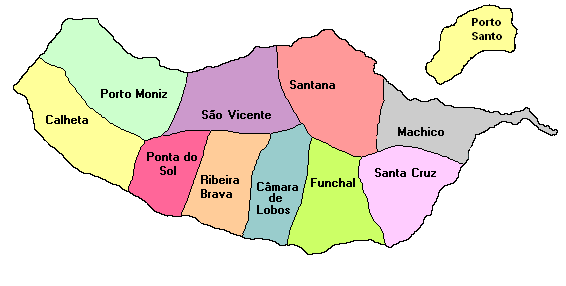 Porto
Santo
Santana
Porto Moniz
São Vicente
Calheta
Machico
Ponta do
Sol
Ribeira
Brava
Câmara
de
Lobos
Funchal
Santa Cruz